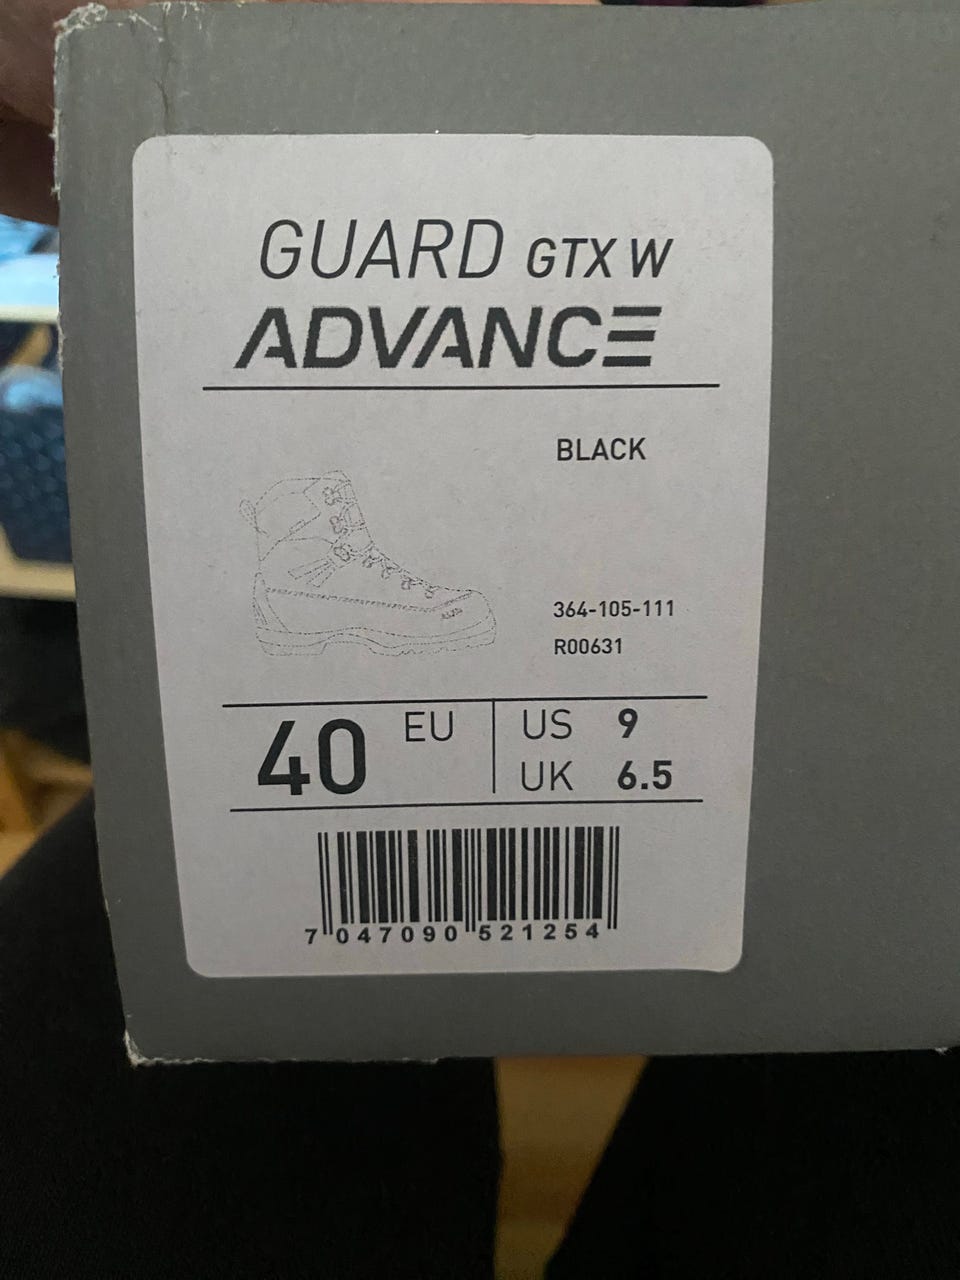 GUARD GTX W
ADVANCE
BLACK
364-105-111
R00631
40 EU
US 9
UK 6.5
7 047090 521254